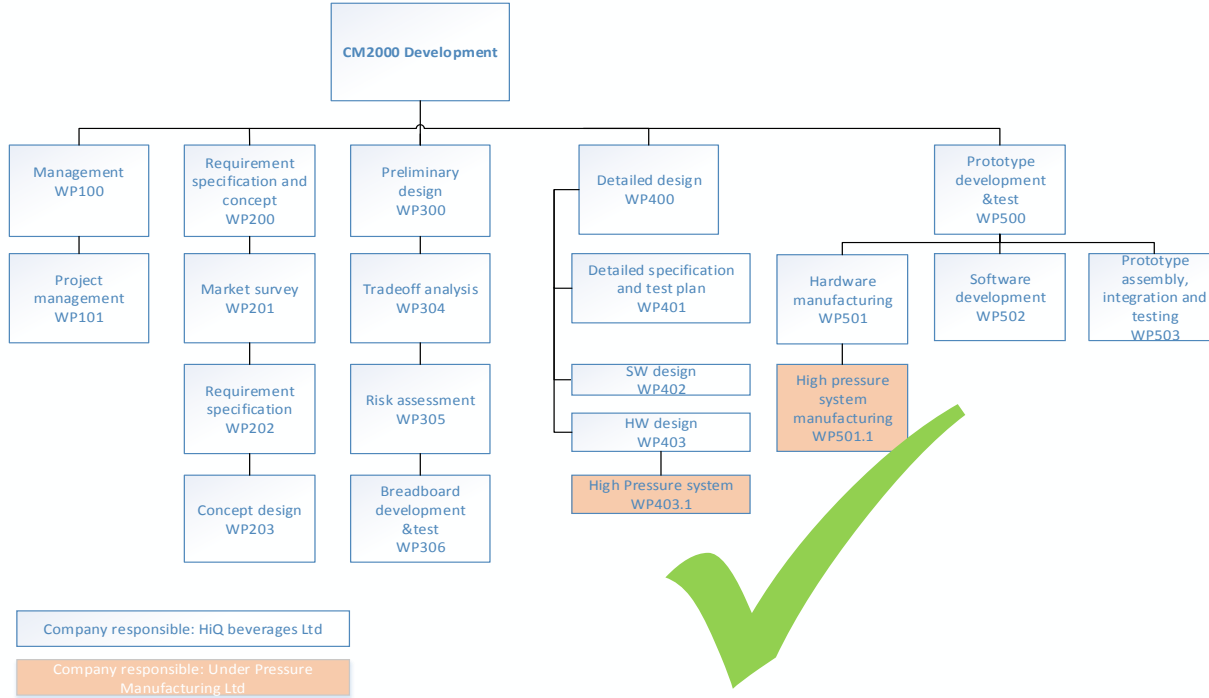 CM2000 Development
Management
WP100
Requirement
specification and
concept
WP200
Preliminary
design
WP300
Detailed design
WP400
Prototype
development
&test
WP500
Project
management
WP101
Market survey
WP201
Tradeoff analysis
WP304
Detailed specification
and test plan
WP401
Hardware
manufacturing
WP501
Software
development
WP502
Prototype
assembly,
integration and
testing
WP503
Requirement
specification
WP202
Risk assessment
WP305
SW design
WP402
HW design
WP403
High pressure
system
manufacturing
WP501.1
Concept design
WP203
Breadboard
development
&test
WP306
High Pressure system
WP403.1
Company responsible: HiQ beverages Ltd
Company responsible: Under Pressure
Manufacturing Ltd